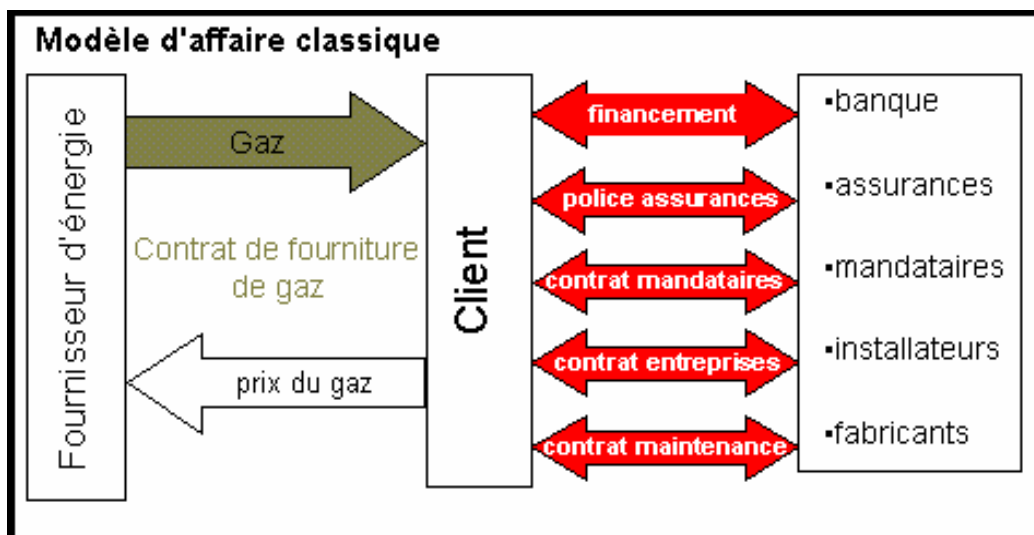 Modèle d'affaire classique
Fournisseur d'énergie
Gaz
Contrat de fourniture
de gaz
prix du gaz
Client
financement
police assurances
contrat mandataires
contrat entreprises
contrat maintenance
▪banque
▪assurances
▪mandataires
▪installateurs
▪fabricants